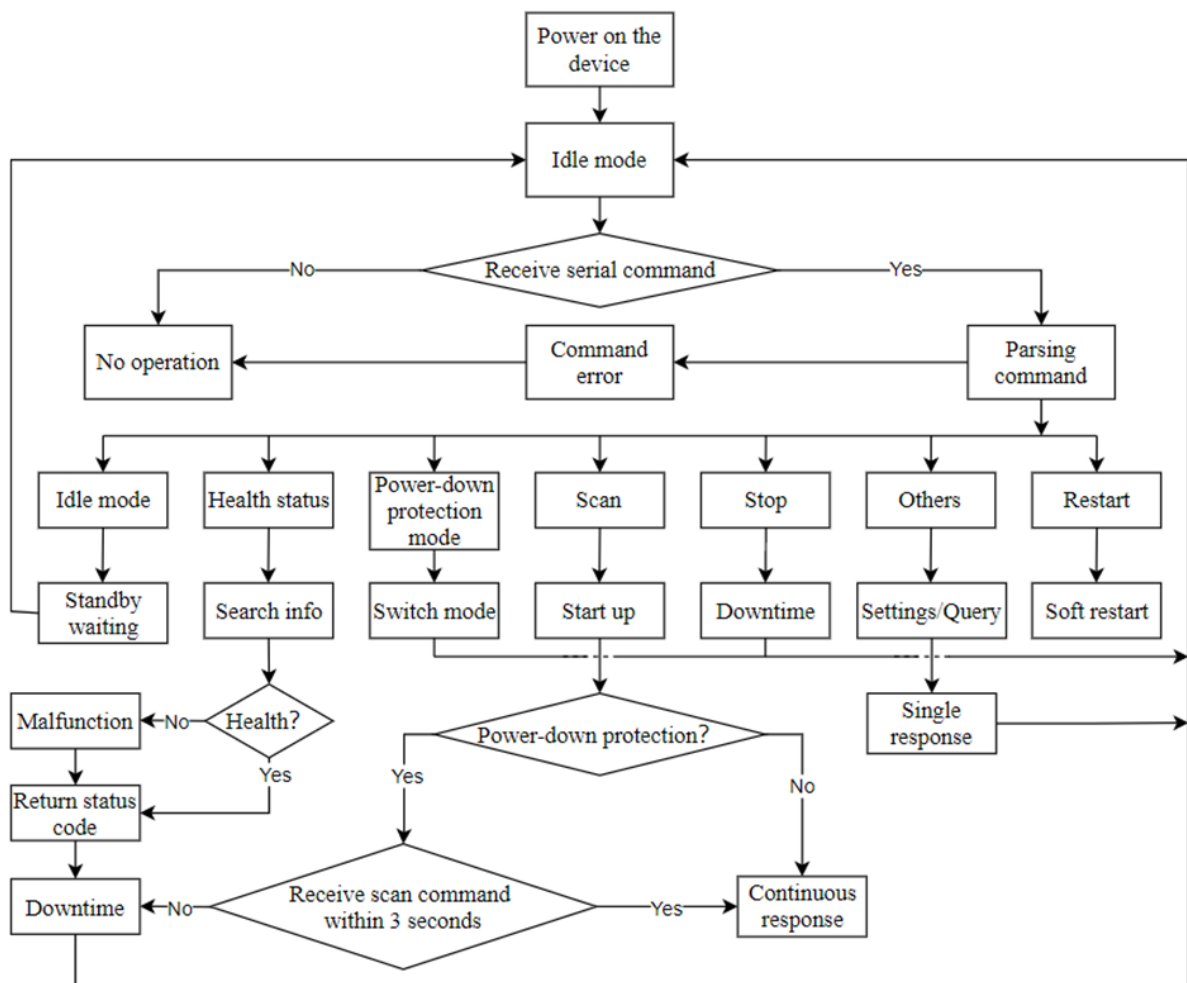 Power on the
device
Idle mode
Receive serial command
No
Yes
No operation
Command
error
Parsing
command
Idle mode
Health status
Power-down
protection
mode
Scan
Stop
Others
Restart
Standby
waiting
Search info
Switch mode
Start up
Downtime
Settings/Query
Soft restart
Malfunction
No
Health?
Yes
Power-down protection?
Single
response
Return status
code
Yes
No
Downtime
No
Receive scan command
within 3 seconds
Yes
Continuous
response